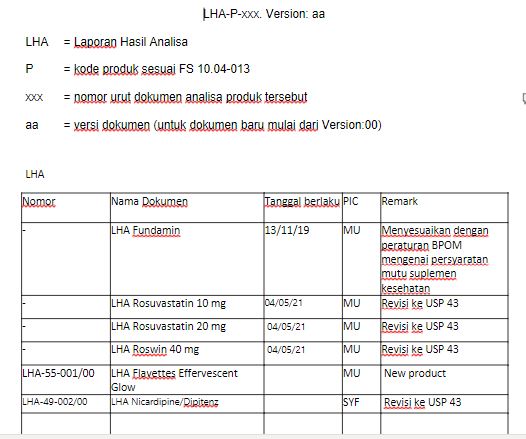 LHA-P-xxx. Version: aa
LHA = Laporan Hasil Analisa
P = kode produk sesuai FS 10.04-013
xxx = nomor urut dokumen analisa produk tersebut
aa = versi dokumen (untuk dokumen baru mulai dari Version:00)
LHA
Nomor Nama Dokumen Tanggal berlaku PIC Remark
- LHA Fundamin 13/11/19 MU Menyesuaikan dengan
peraturan BPOM
mengenai persyaratan
mutu suplemen
kesehatan
- LHA Rosuvastatin 10 mg 04/05/21 MU Revisi ke USP 43
- LHA Rosuvastatin 20 mg 04/05/21 MU Revisi ke USP 43
- LHA Roswin 40 mg 04/05/21 MU Revisi ke USP 43
LHA-55-001/00 LHA Flavettes Effervescent MU New product
Glow
LHA-49-002/00 LHA Nicardipine/Dipitenz SYF Revisi ke USP 43